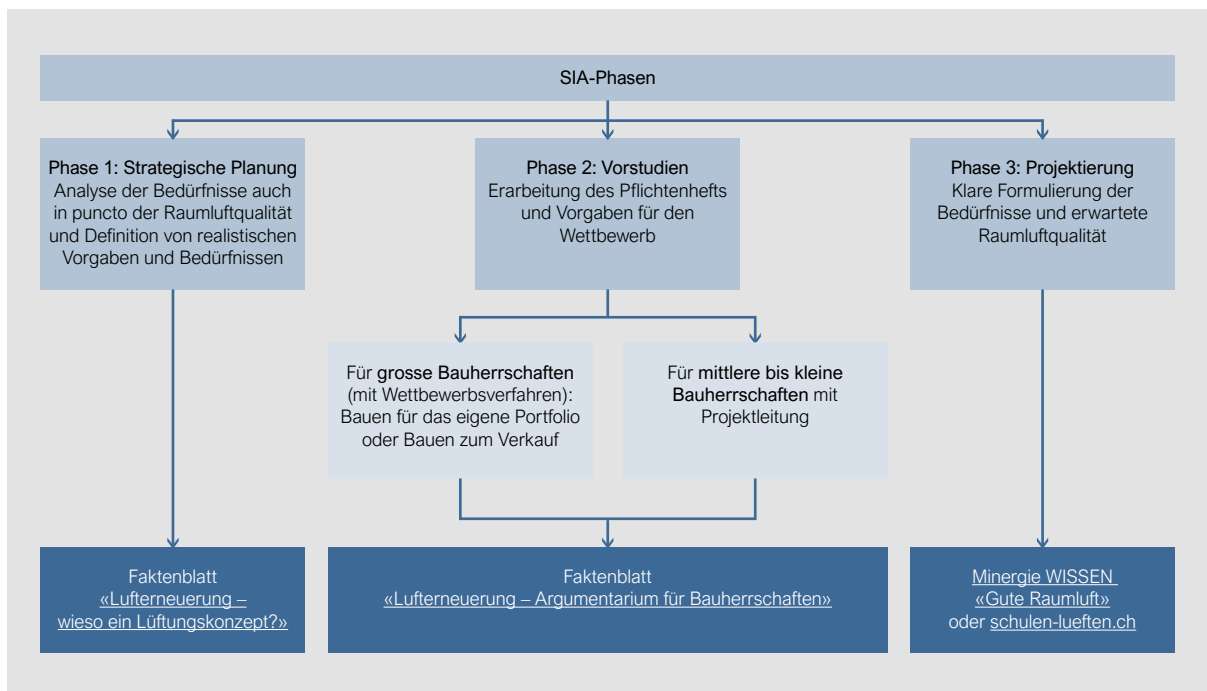 SIA-Phasen
Phase 1: Strategische Planung
Analyse der Bedürfnisse auch
in puncto der Raumluftqualität
und Definition von realistischen
Vorgaben und Bedürfnissen
Phase 2: Vorstudien
Erarbeitung des Pflichtenhefts
und Vorgaben für den
Wettbewerb
Phase 3: Projektierung
Klare Formulierung der
Bedürfnisse und erwartete
Raumluftqualität
Für grosse Bauherrschaften
(mit Wettbewerbsverfahren):
Bauen für das eigene Portfolio
oder Bauen zum Verkauf
Für mittlere bis kleine
Bauherrschaften mit
Projektleitung
Faktenblatt
«Lufterneuerung –
wieso ein Lüftungskonzept?»
Faktenblatt
«Lufterneuerung – Argumentarium für Bauherrschaften»
Minergie WISSEN
«Gute Raumluft»
oder schulen-lueften.ch